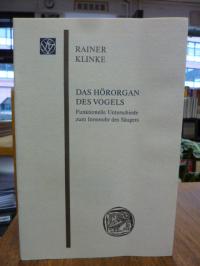 RAINER
KLINKE
DAS HÖRORGAN
DES VOGELS
Funktionelle Unterschiede
zum Innenohr des Säugers